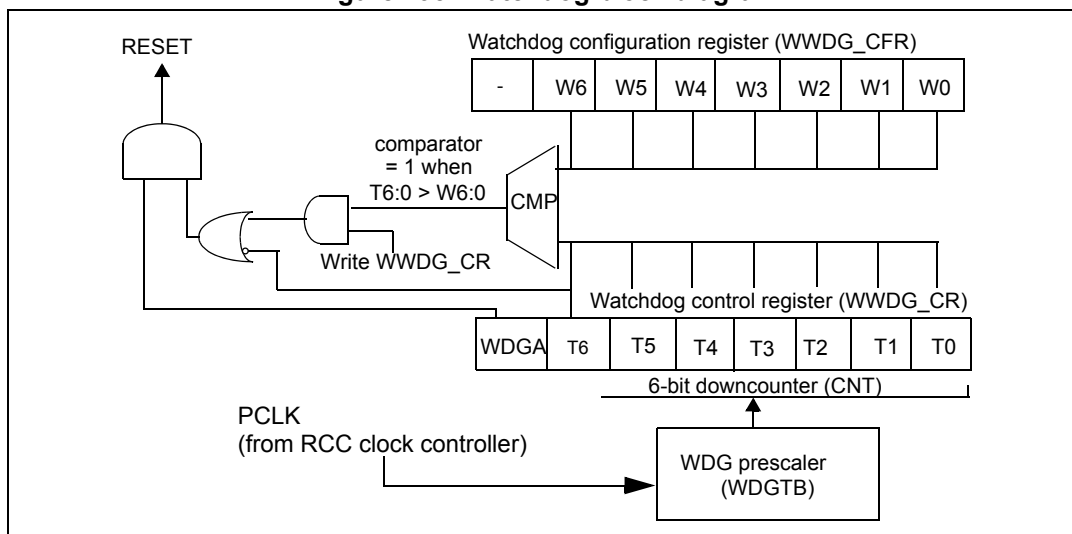 RESET
Watchdog configuration register (WWDG_CFR)
- W6 W5 W4 W3 W2 W1 W0
comparator
= 1 when
T6:0 > W6:0
CMP
Write WWDG_CR
Watchdog control register (WWDG_CR)
WDGA T6 T5 T4 T3 T2 T1 T0
6-bit downcounter (CNT)
PCLK
(from RCC clock controller)
WDG prescaler
(WDGTB)